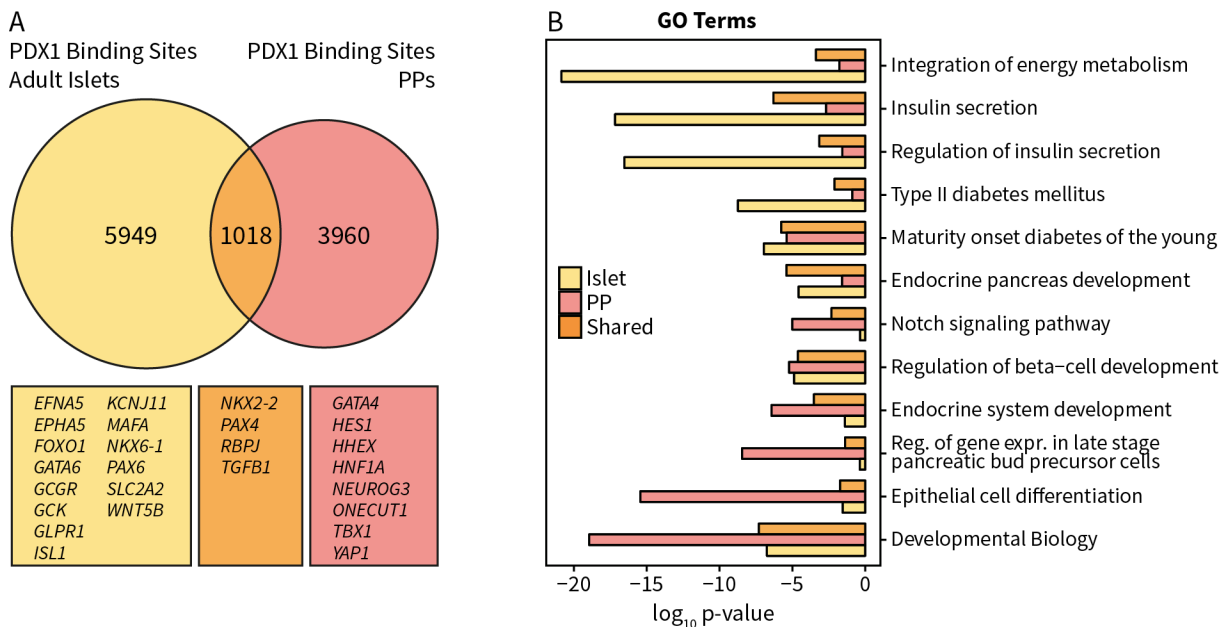 A
PDX1 Binding Sites
Adult Islets
PDX1 Binding Sites
PPs
5949
1018
3960
EFNA5
EPHA5
FOXO1
GATA6
GCGR
GCK
GLPR1
ISL1
KCNJ11
MAFA
NKX6-1
PAX6
SLC2A2
WNT5B
NKX2-2
PAX4
RBPJ
TGFB1
GATA4
HES1
HHEX
HNF1A
NEUROG3
ONECUT1
TBX1
YAP1
B
GO Terms
Islet
PP
Shared
Integration of energy metabolism
Insulin secretion
Regulation of insulin secretion
Type II diabetes mellitus
Maturity onset diabetes of the young
Endocrine pancreas development
Notch signaling pathway
Regulation of beta−cell development
Endocrine system development
Reg. of gene expr. in late stage
pancreatic bud precursor cells
Epithelial cell differentiation
Developmental Biology
−20 −15 −10 −5 0
log₁₀ p-value